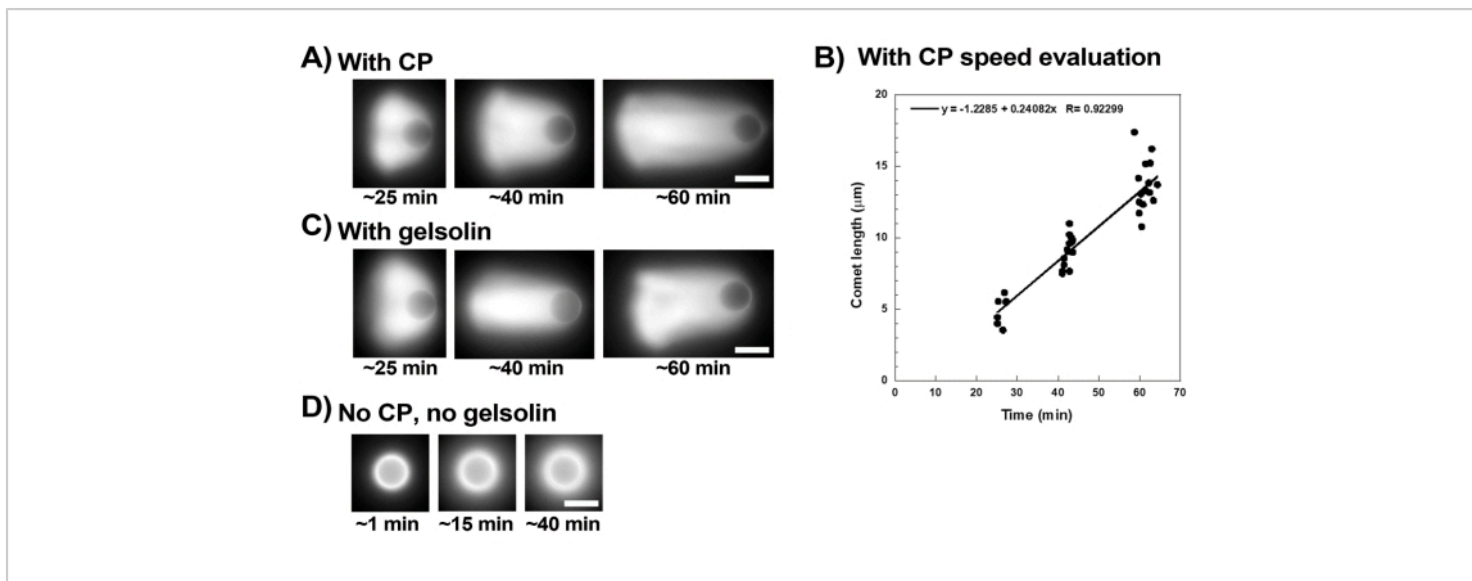 A) With CP
~25 min ~40 min ~60 min
C) With gelsolin
~25 min ~40 min ~60 min
D) No CP, no gelsolin
~1 min ~15 min ~40 min
B) With CP speed evaluation
y = -1.2285 + 0.24082x R= 0.92299
Comet length (μm)
20
15
10
5
0
0 10 20 30 40 50 60 70
Time (min)